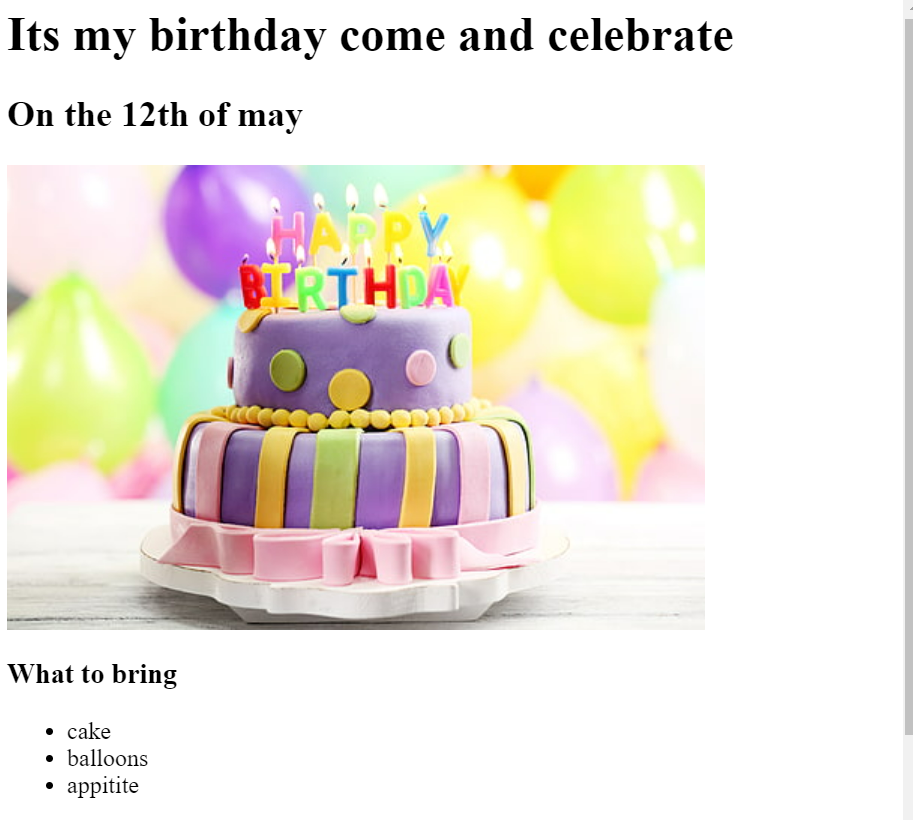 Its my birthday come and celebrate
On the 12th of may
HAPPY
BIRTHDAY
What to bring
cake
balloons
appitite